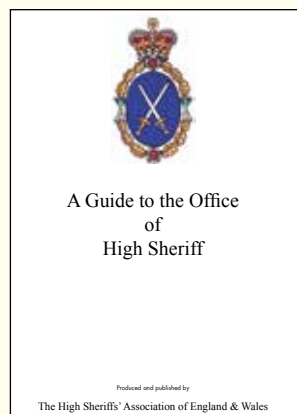 A Guide to the Office
of
High Sheriff
Produced and published by
The High Sheriffs' Association of England & Wales